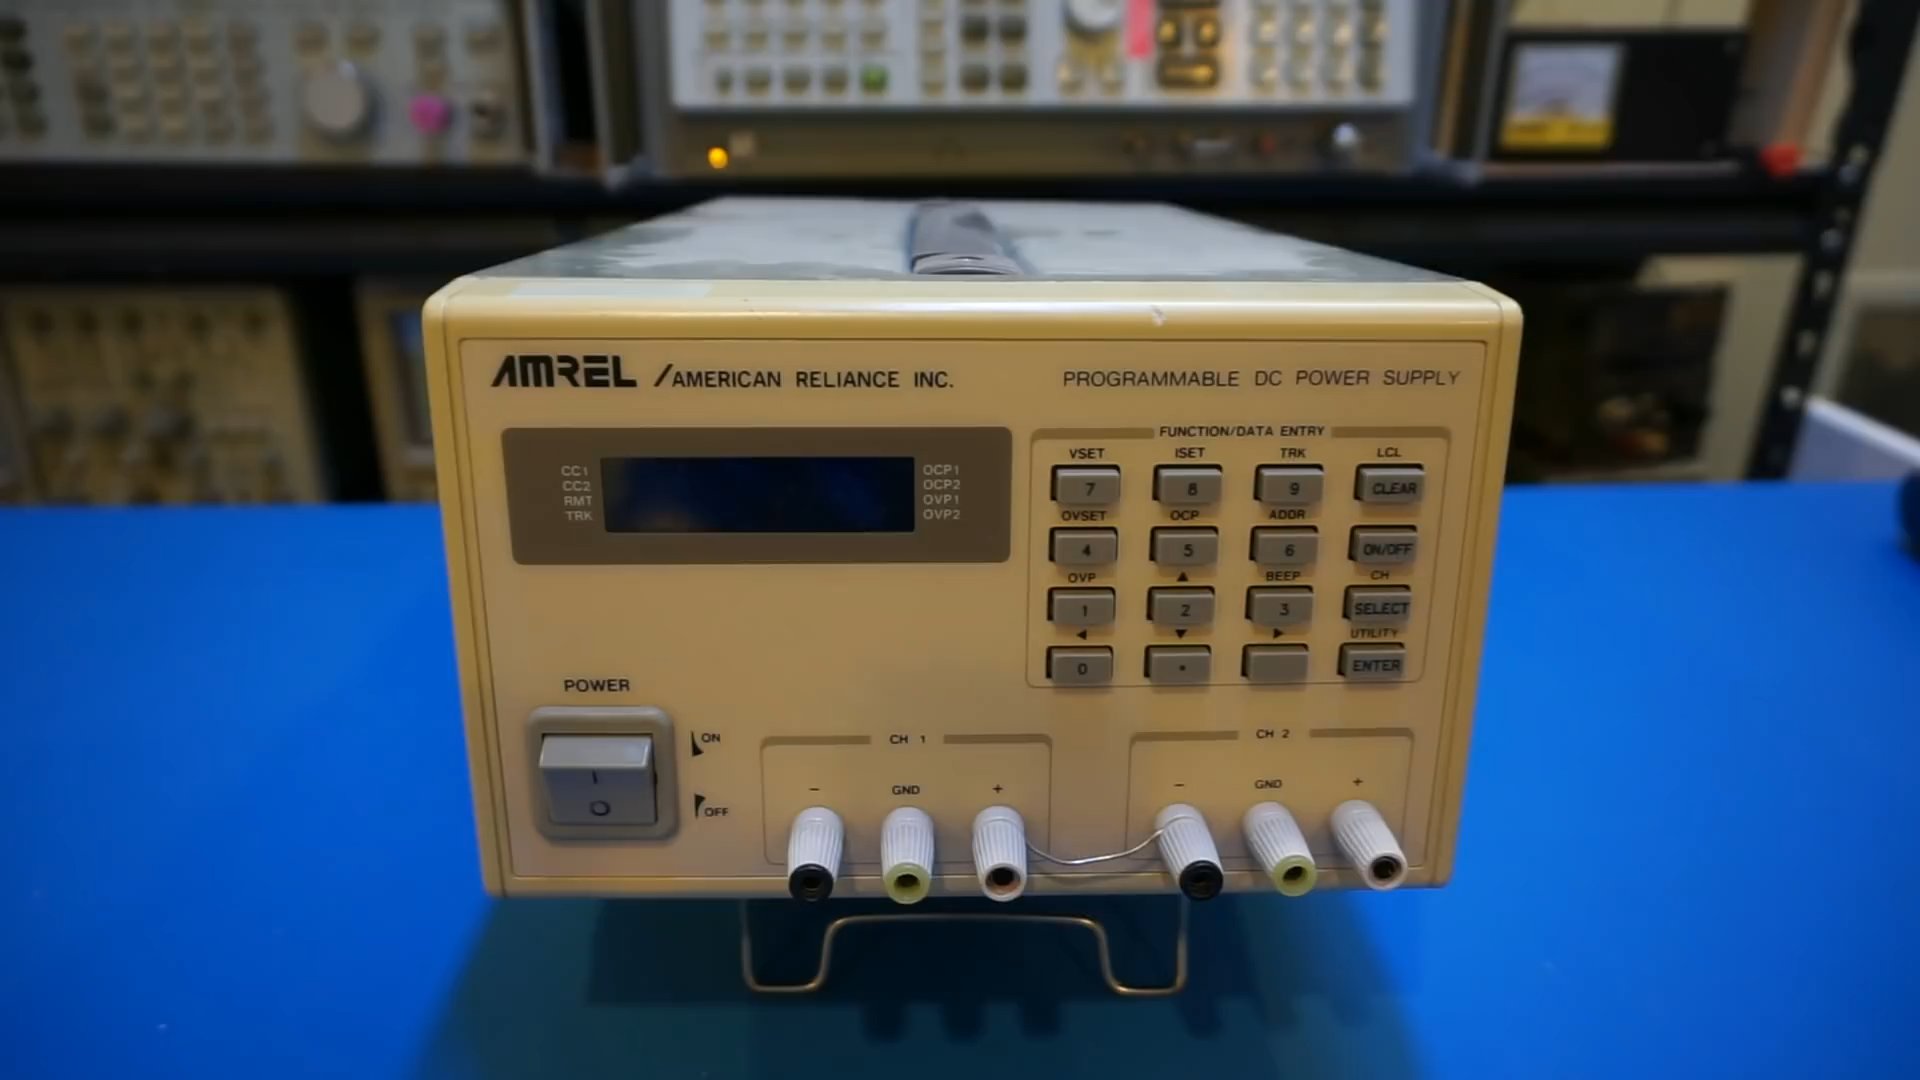 AMREL /AMERICAN RELIANCE INC.
PROGRAMMABLE DC POWER SUPPLY
CC1
CC2
RMT
TRK
OCP1
OCP2
OVP1
OVP2
FUNCTION/DATA ENTRY
VSET ISET TRK LCL
7 8 9 CLEAR
OVSET OCP ADDR
4 5 6 ON/OFF
OVP ▲ BEEP CH
1 2 3 SELECT
◀ ▼ ▶ UTILITY
0 • ENTER
POWER
ON
I
O
OFF
CH 1
- GND +
CH 2
- GND +